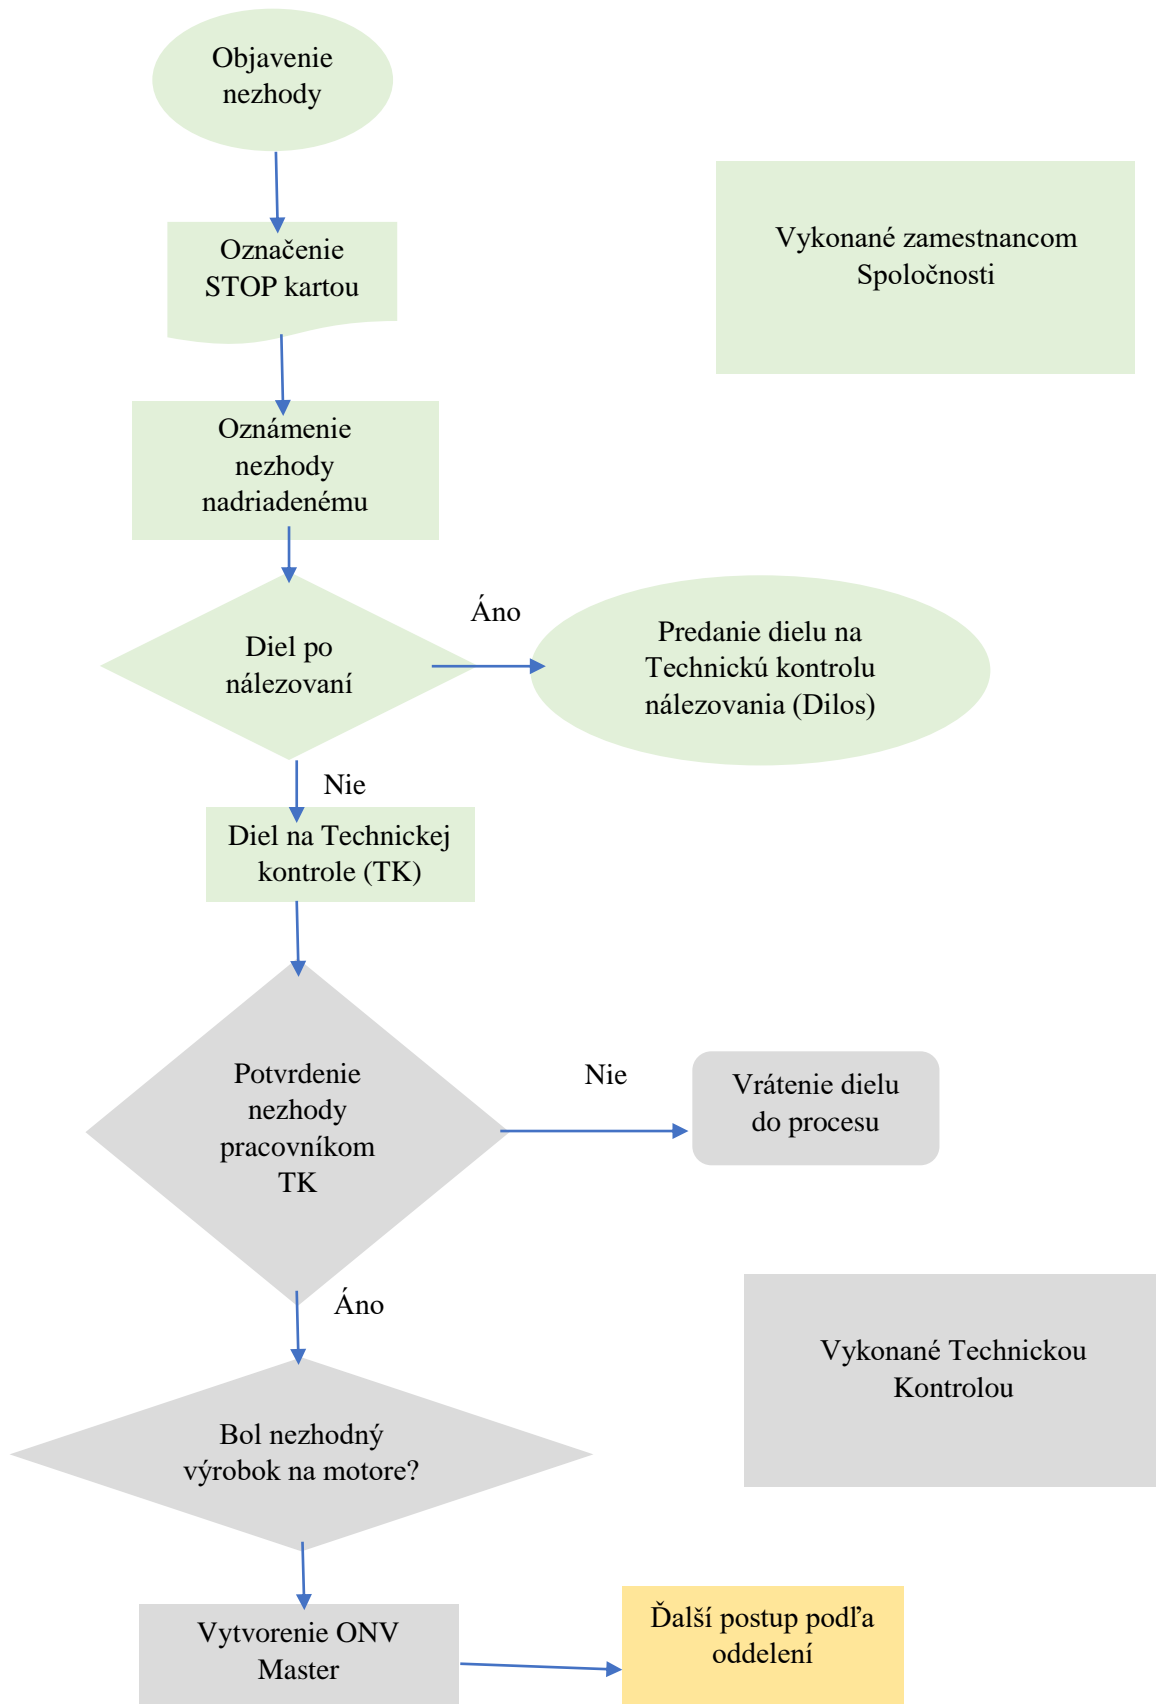 Objavenie
nezhody
Označenie
STOP kartou
Vykonané zamestnancom
Spoločnosti
Oznámenie
nezhody
nadriadenému
Diel po
nálezovaní
Áno
Predanie dielu na
Technickú kontrolu
nálezovania (Dilos)
Nie
Diel na Technickej
kontrole (TK)
Potvrdenie
nezhody
pracovníkom
TK
Nie
Vrátenie dielu
do procesu
Áno
Vykonané Technickou
Kontrolou
Bol nezhodný
výrobok na motore?
Vytvorenie ONV
Master
Ďalší postup podľa
oddelení